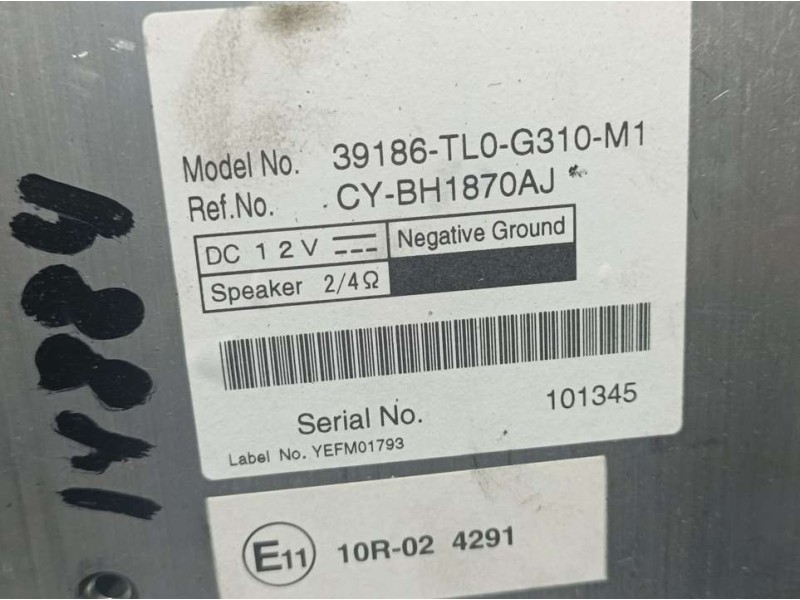 Model No. 39186-TL0-G310-M1
Ref.No. CY-BH1870AJ
DC 12V Negative Ground
Speaker 2/4Ω
Serial No. 101345
Label No. YEFM01793
E11 10R-02 4291